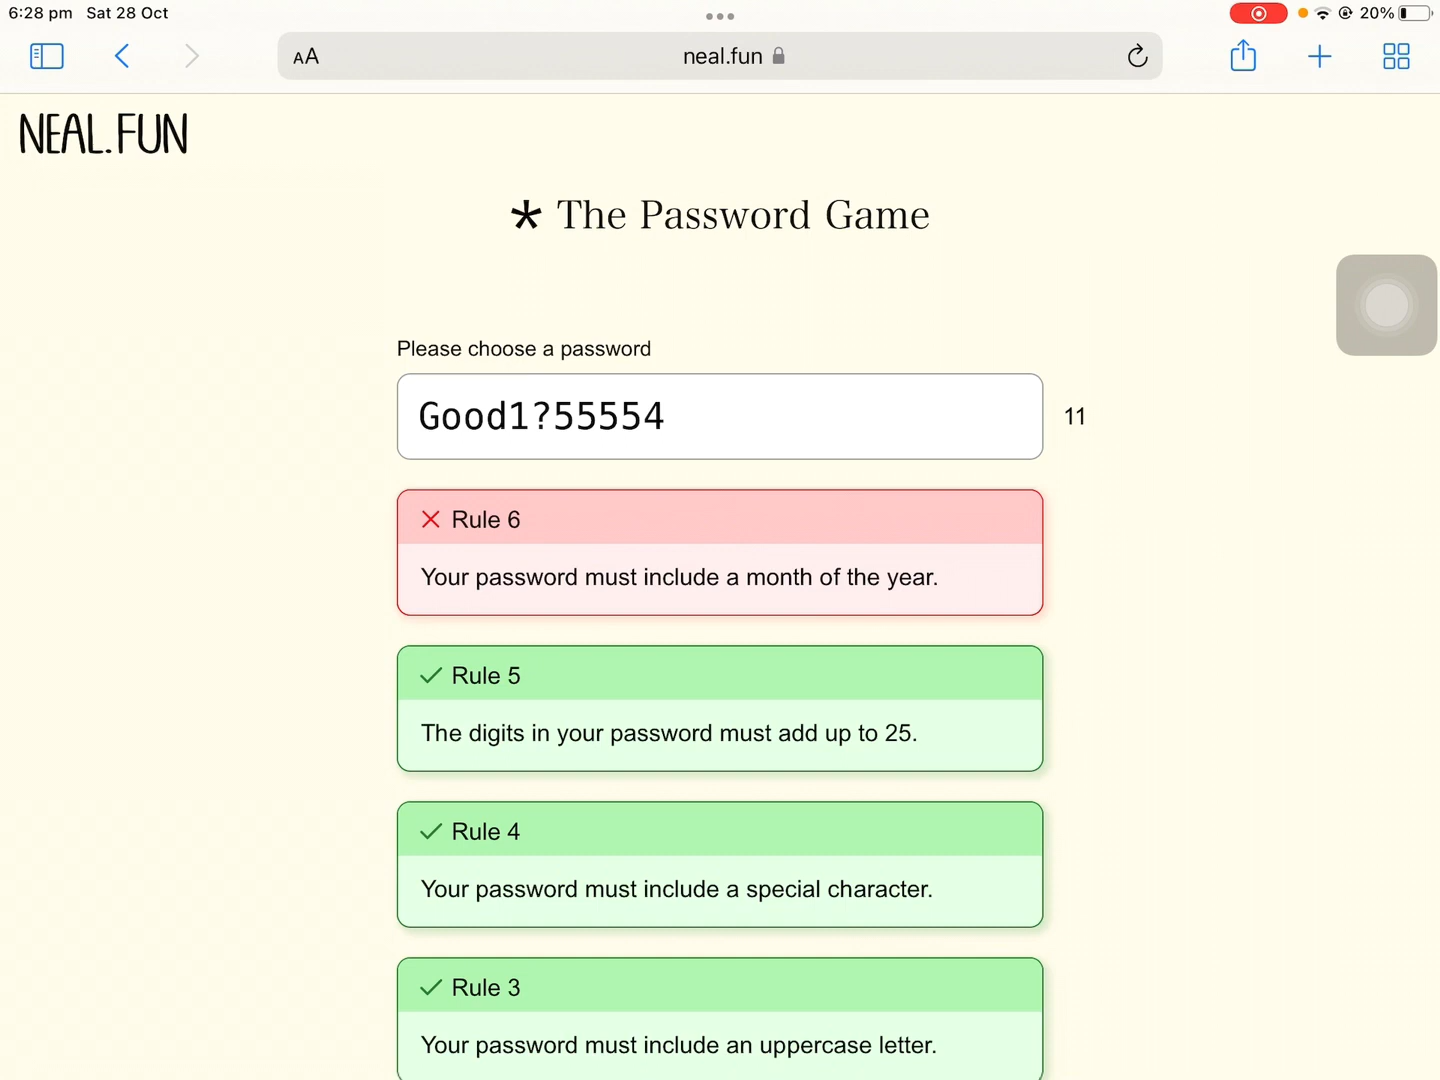 6:28 pm Sat 28 Oct
20%
AA
neal.fun
NEAL.FUN
* The Password Game
Please choose a password
Good1?55554
11
Rule 6
Your password must include a month of the year.
Rule 5
The digits in your password must add up to 25.
Rule 4
Your password must include a special character.
Rule 3
Your password must include an uppercase letter.